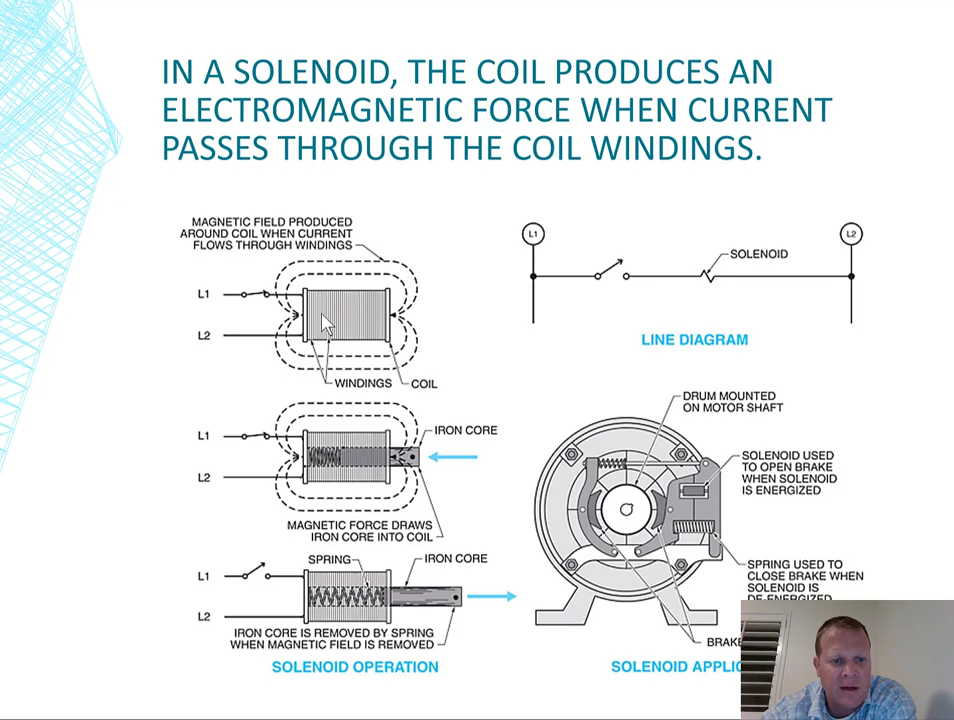 IN A SOLENOID, THE COIL PRODUCES AN
ELECTROMAGNETIC FORCE WHEN CURRENT
PASSES THROUGH THE COIL WINDINGS.
MAGNETIC FIELD PRODUCED
AROUND COIL WHEN CURRENT
FLOWS THROUGH WINDINGS
L1
L2
WINDINGS
COIL
L1
L2
SOLENOID
LINE DIAGRAM
L1
L2
IRON CORE
MAGNETIC FORCE DRAWS
IRON CORE INTO COIL
SPRING
IRON CORE
L1
L2
IRON CORE IS REMOVED BY SPRING
WHEN MAGNETIC FIELD IS REMOVED
SOLENOID OPERATION
DRUM MOUNTED
ON MOTOR SHAFT
SOLENOID USED
TO OPEN BRAKE
WHEN SOLENOID
IS ENERGIZED
SPRING USED TO
CLOSE BRAKE WHEN
SOLENOID IS
DE-ENERGIZED
BRAKE
SOLENOID APPLIC